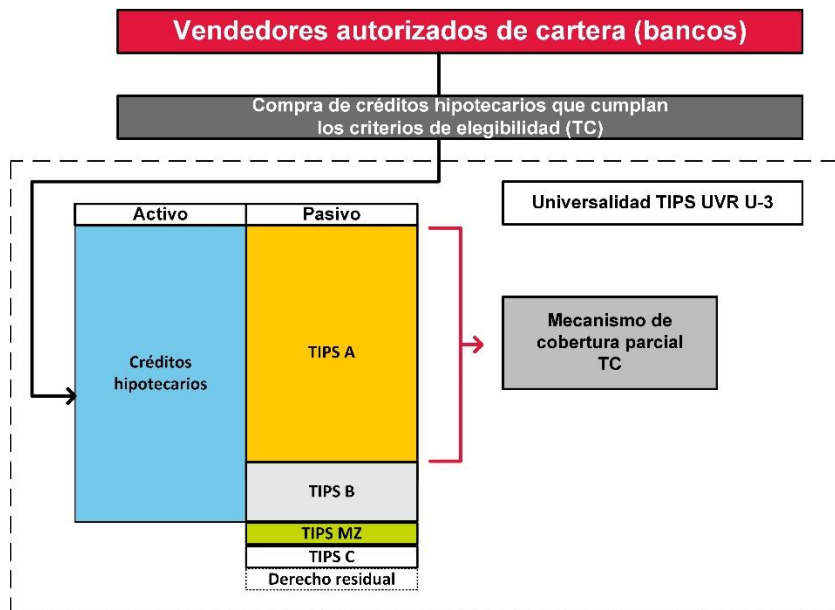 Vendedores autorizados de cartera (bancos)
Compra de créditos hipotecarios que cumplan
los criterios de elegibilidad (TC)
Universalidad TIPS UVR U-3
Activo
Pasivo
Créditos
hipotecarios
TIPS A
Mecanismo de
cobertura parcial
TC
TIPS B
TIPS MZ
TIPS C
Derecho residual